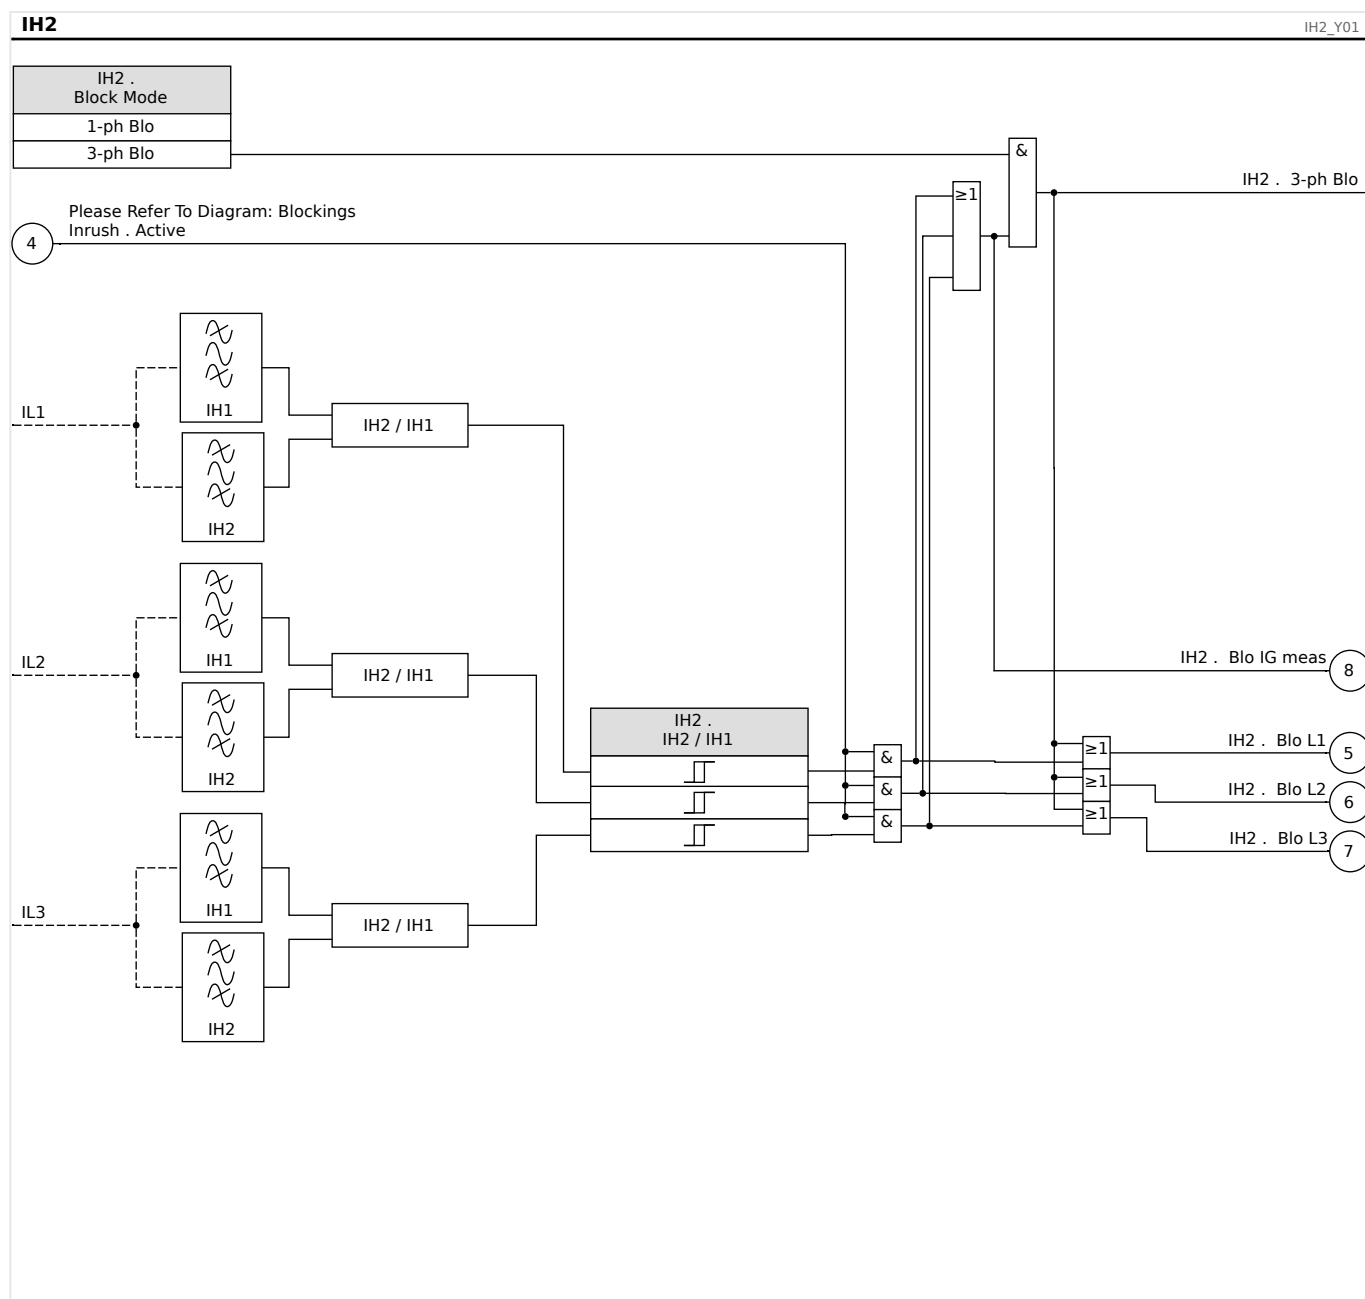 IH2
IH2_Y01
IH2 .
Block Mode
1-ph Blo
3-ph Blo
&
≥1
IH2 . 3-ph Blo
Please Refer To Diagram: Blockings
Inrush . Active
4
IH1
IL1
IH2 / IH1
IH2
IH1
IL2
IH2 / IH1
IH2
IH2 . Blo IG meas
8
IH2 .
IH2 / IH1
&
&
&
≥1
≥1
≥1
IH2 . Blo L1
5
IH2 . Blo L2
6
IH2 . Blo L3
7
IH1
IL3
IH2 / IH1
IH2